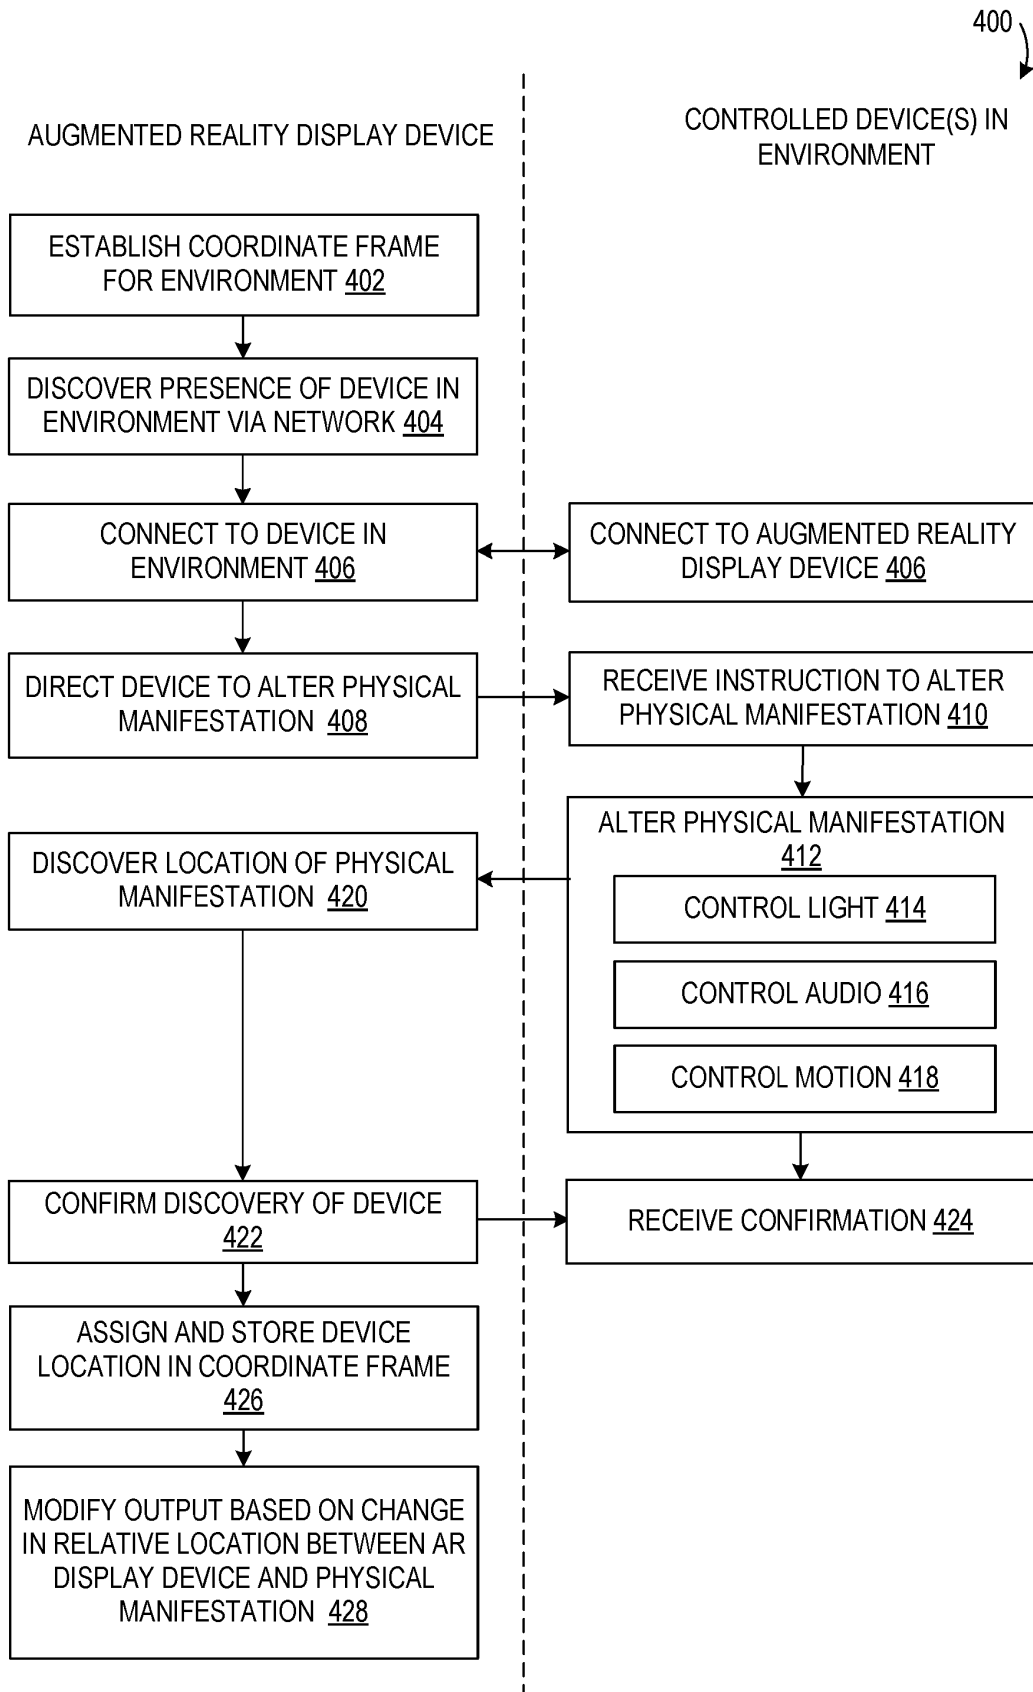 400
AUGMENTED REALITY DISPLAY DEVICE
CONTROLLED DEVICE(S) IN
ENVIRONMENT
ESTABLISH COORDINATE FRAME
FOR ENVIRONMENT 402
DISCOVER PRESENCE OF DEVICE IN
ENVIRONMENT VIA NETWORK 404
CONNECT TO DEVICE IN
ENVIRONMENT 406
CONNECT TO AUGMENTED REALITY
DISPLAY DEVICE 406
DIRECT DEVICE TO ALTER PHYSICAL
MANIFESTATION 408
RECEIVE INSTRUCTION TO ALTER
PHYSICAL MANIFESTATION 410
ALTER PHYSICAL MANIFESTATION
412
CONTROL LIGHT 414
CONTROL AUDIO 416
CONTROL MOTION 418
DISCOVER LOCATION OF PHYSICAL
MANIFESTATION 420
CONFIRM DISCOVERY OF DEVICE
422
RECEIVE CONFIRMATION 424
ASSIGN AND STORE DEVICE
LOCATION IN COORDINATE FRAME
426
MODIFY OUTPUT BASED ON CHANGE
IN RELATIVE LOCATION BETWEEN AR
DISPLAY DEVICE AND PHYSICAL
MANIFESTATION 428